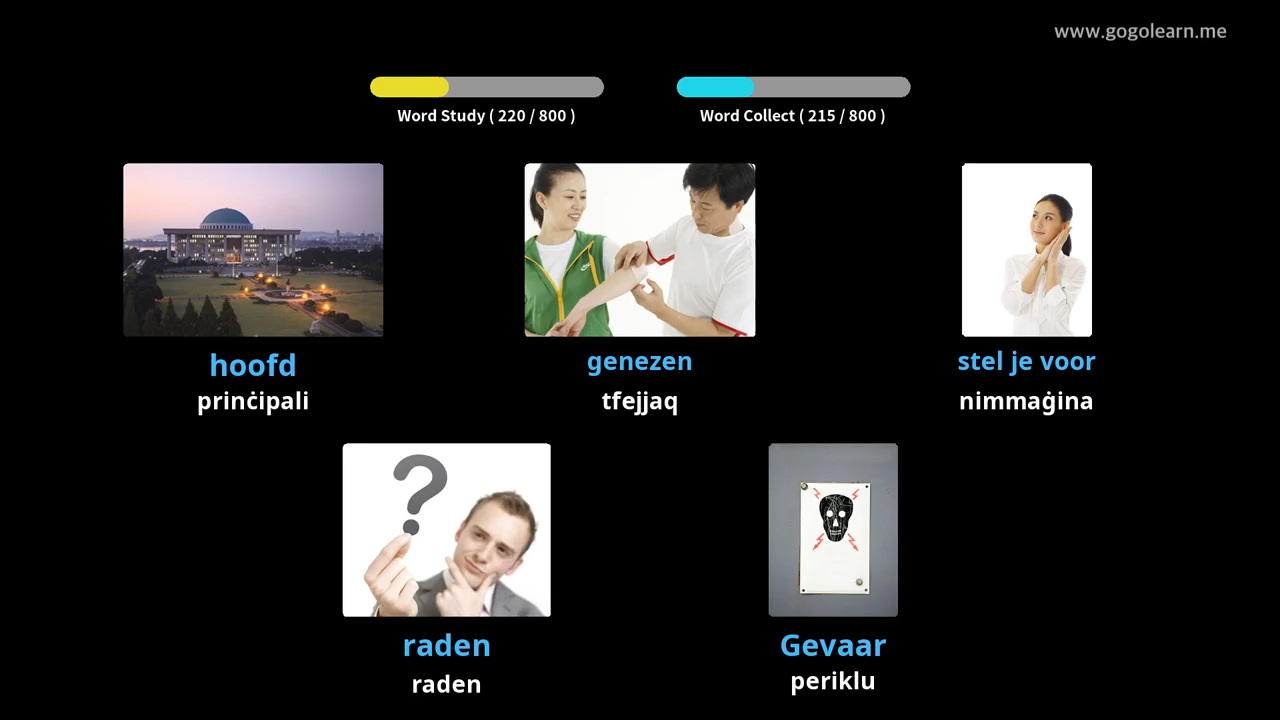 www.gogolearn.me
Word Study ( 220 / 800 )
Word Collect ( 215 / 800 )
hoofd
prinċipali
genezen
tfejjaq
stel je voor
nimmaġina
?
raden
raden
Gevaar
periklu